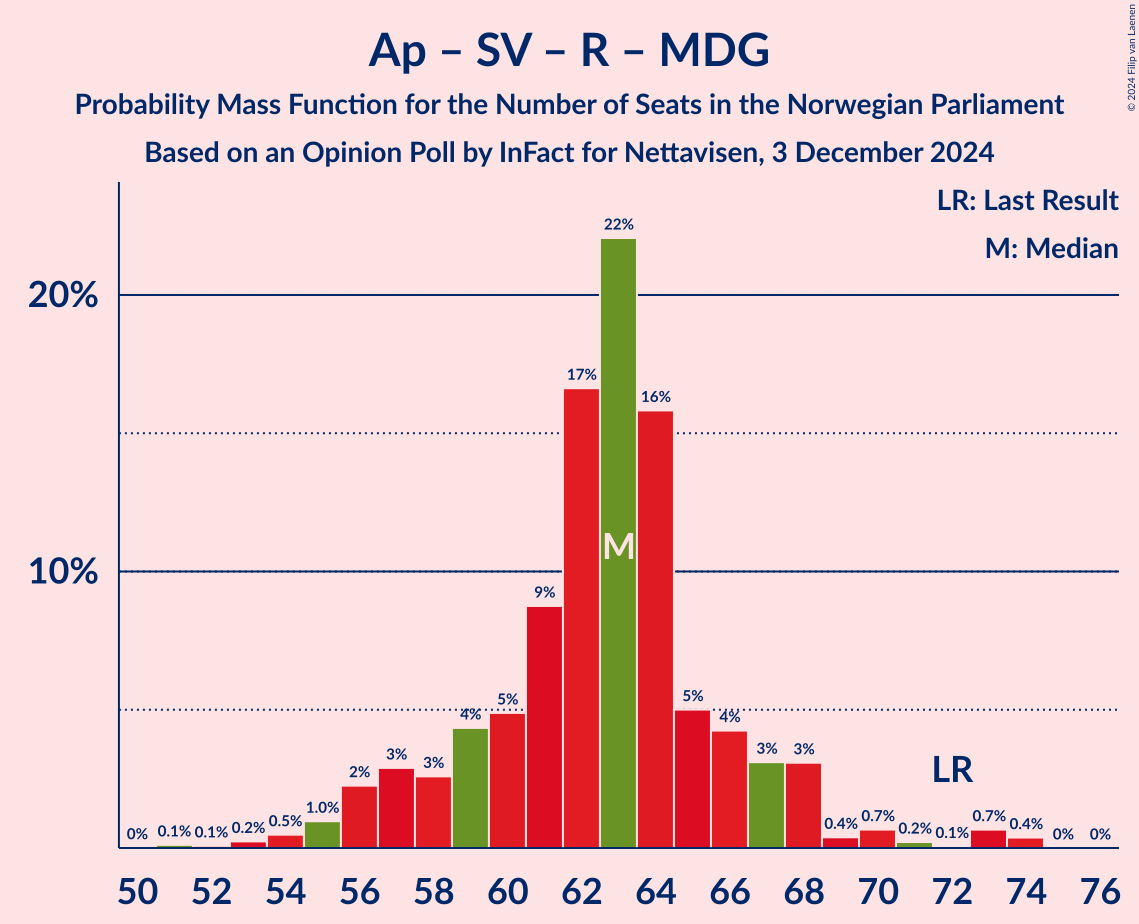 Ap – SV – R – MDG
Probability Mass Function for the Number of Seats in the Norwegian Parliament
Based on an Opinion Poll by InFact for Nettavisen, 3 December 2024
© 2024 Filip van Laenen
LR: Last Result
M: Median
20%
10%
0% 0.1% 0.1% 0.2% 0.5% 1.0% 2% 3% 3% 4% 5% 9% 17% 22% 16% 5% 4% 3% 3% 0.4% 0.7% 0.2% 0.1% 0.7% 0.4% 0% 0%
M
LR
50 52 54 56 58 60 62 64 66 68 70 72 74 76